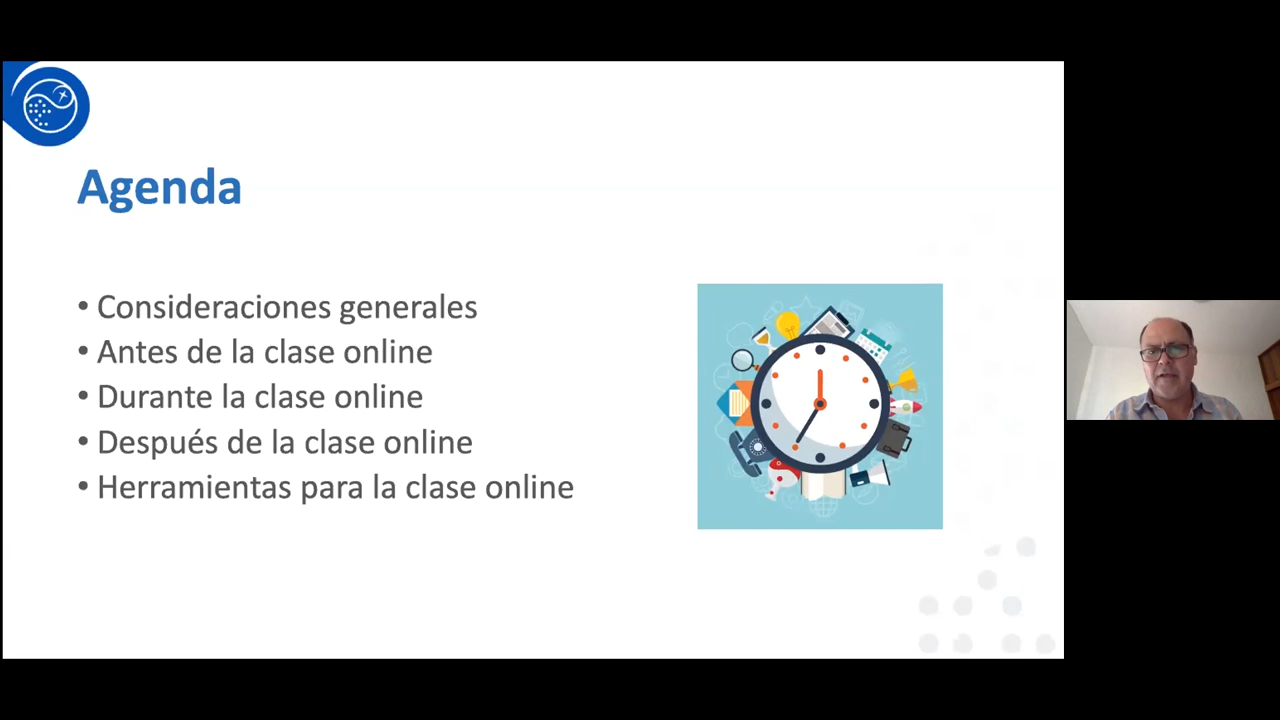 Agenda
• Consideraciones generales
• Antes de la clase online
• Durante la clase online
• Después de la clase online
• Herramientas para la clase online